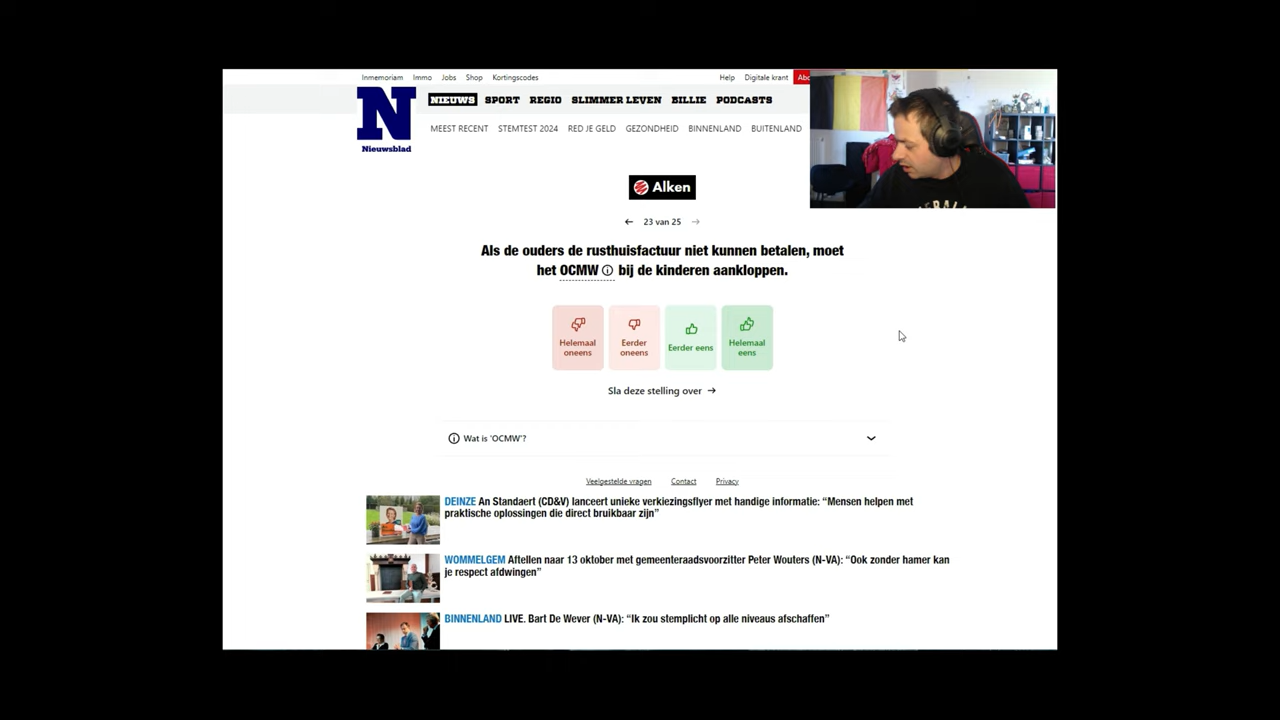 Inmemoriam Immo Jobs Shop Kortingscodes Help Digitale krant
N
Nieuwsblad
NIEUWS SPORT REGIO SLIMMER LEVEN BILLIE PODCASTS
MEEST RECENT STEMTEST 2024 RED JE GELD GEZONDHEID BINNENLAND BUITENLAND
Alken
← 23 van 25 →
Als de ouders de rusthuisfactuur niet kunnen betalen, moet
het OCMW bij de kinderen aankloppen.
Helemaal
oneens
Eerder
oneens
Eerder eens
Helemaal
eens
Sla deze stelling over →
Wat is 'OCMW'?
Veelgestelde vragen Contact Privacy
DEINZE An Standaert (CD&V) lanceert unieke verkiezingsflyer met handige informatie: “Mensen helpen met
praktische oplossingen die direct bruikbaar zijn”
WOMMELGEM Aftellen naar 13 oktober met gemeenteraadsvoorzitter Peter Wouters (N-VA): “Ook zonder hamer kan
je respect afdwingen”
BINNENLAND LIVE. Bart De Wever (N-VA): “Ik zou stemplicht op alle niveaus afschaffen”